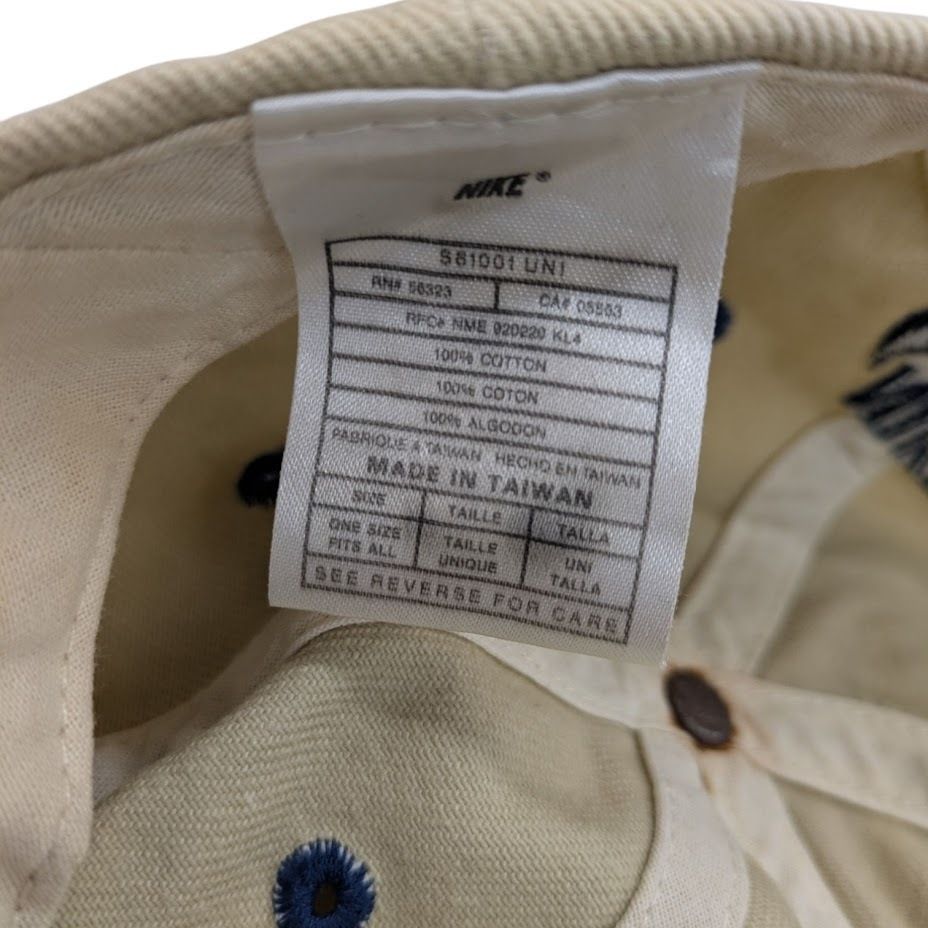 NIKE®
S61001 UNI
RN# 56323 CA# 05553
RFC# NME 920220 KL4
100% COTTON
100% COTON
100% ALGODON
FABRIQUE A TAIWAN HECHO EN TAIWAN
MADE IN TAIWAN
SIZE TAILLE TALLA
ONE SIZE FITS ALL TAILLE UNIQUE UNI TALLA
SEE REVERSE FOR CARE